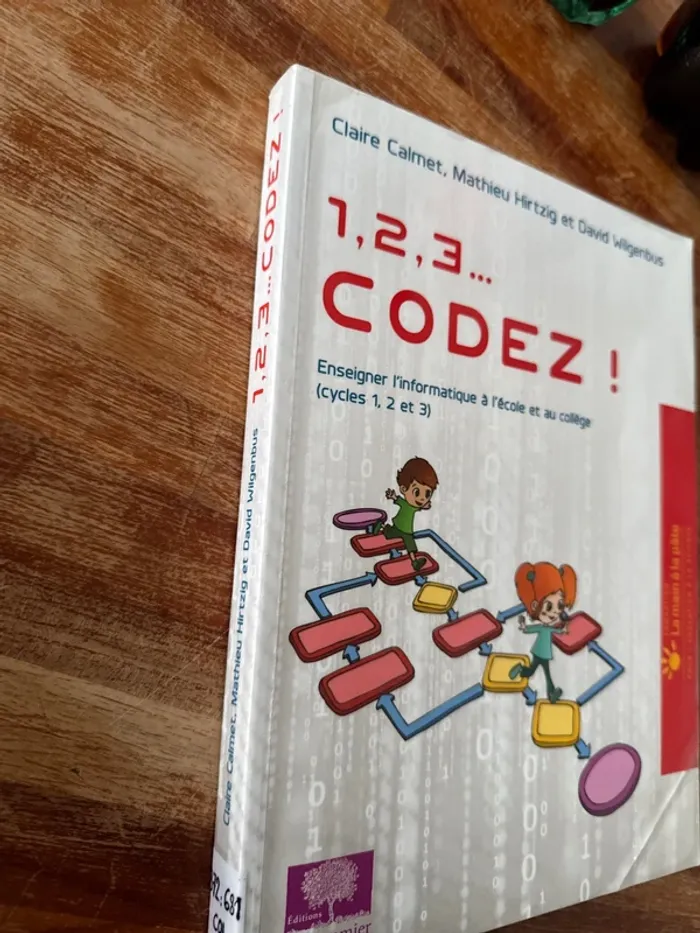 Claire Calmet, Mathieu Hirtzig et David Wilgenbus
1, 2, 3...
CODEZ !
Enseigner l'informatique à l'école et au collège
(cycles 1, 2 et 3)
La main à la pâte
Éditions
1, 2, 3... CODEZ !
Claire Calmet, Mathieu Hirtzig et David Wilgenbus